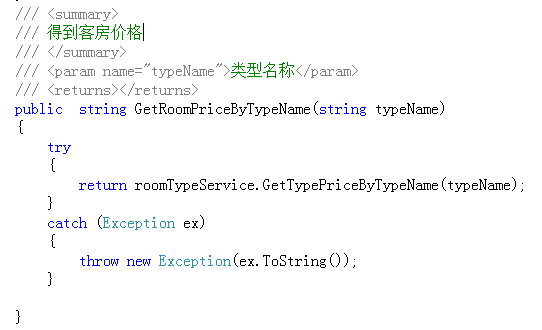 /// <summary>
/// 得到客房价格
/// </summary>
/// <param name="typeName">类型名称</param>
/// <returns></returns>
public  string GetRoomPriceByTypeName(string typeName)
{
    try
    {
        return roomTypeService.GetTypePriceByTypeName(typeName);
    }
    catch (Exception ex)
    {
        throw new Exception(ex.ToString());
    }

}